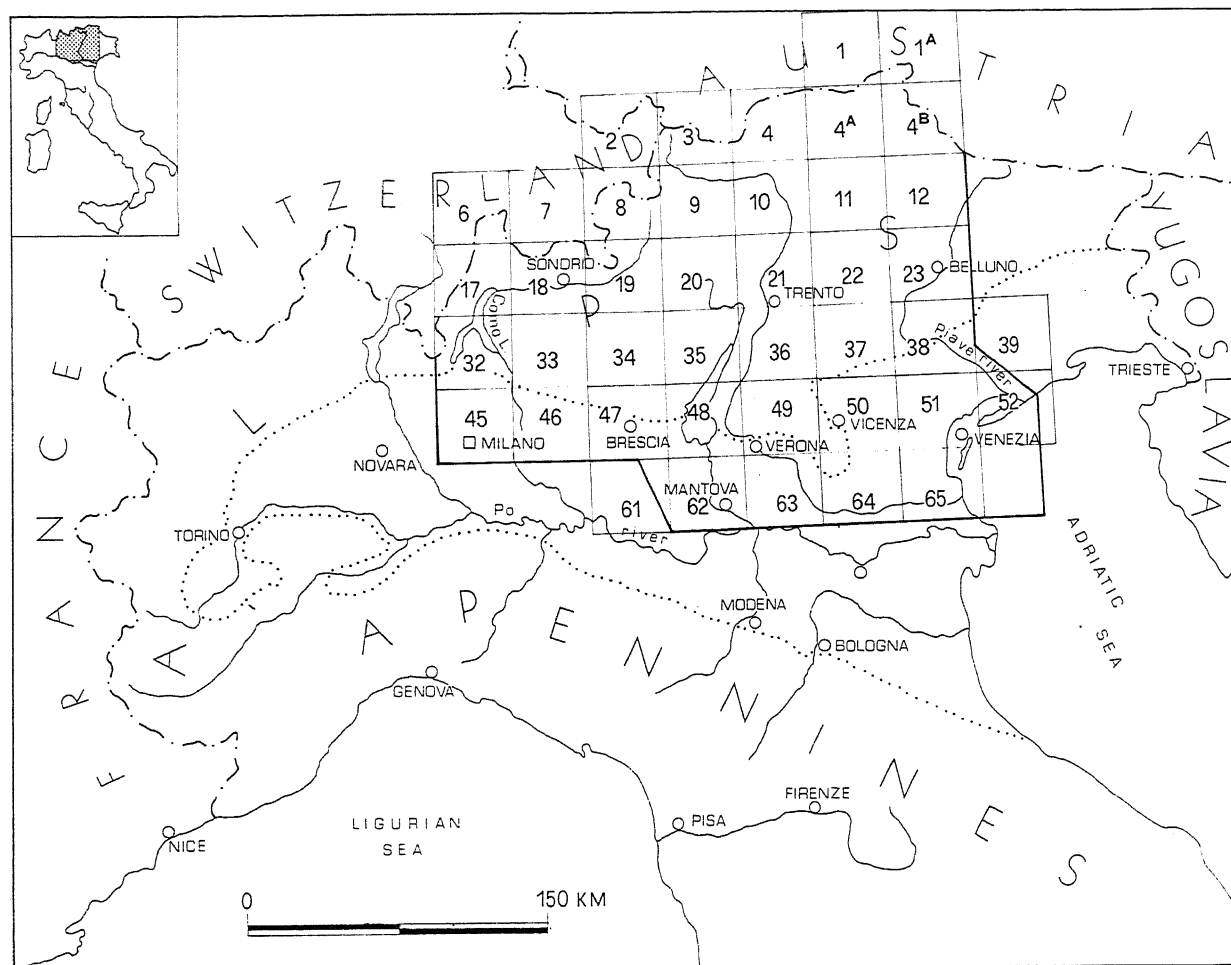 AUSTRIA
SWITZERLAND
FRANCE
YUGOSLAVIA
ALPS
APENNINES
1 1A
2 3 4 4A 4B
6 7 8 9 10 11 12
17 18 19 20 21 22 23
32 33 34 35 36 37 38 39
45 46 47 48 49 50 51 52
61 62 63 64 65
SONDRIO
BELLUNO
TRENTO
Como L.
Piave river
TRIESTE
MILANO
BRESCIA
VERONA
VICENZA
VENEZIA
NOVARA
MANTOVA
TORINO
Po river
ADRIATIC SEA
MODENA
BOLOGNA
GENOVA
FIRENZE
PISA
NICE
LIGURIAN
SEA
0 150 KM